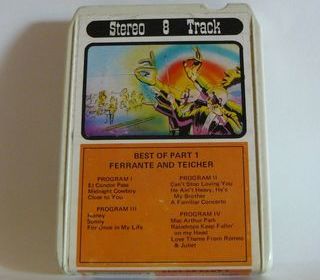 Stereo 8 Track
BEST OF PART 1
FERRANTE AND TEICHER
PROGRAM I
El Condor Pasa
Midnight Cowboy
Close to You
PROGRAM II
Can't Stop Loving You
He Ain't Heavy, He's
My Brother
A Familiar Concerto
PROGRAM III
Honey
Sunny
For Once in My Life
PROGRAM IV
Mac Arthur Park
Raindrops Keep Fallin'
on my Head
Love Theme From Romeo
& Juliet